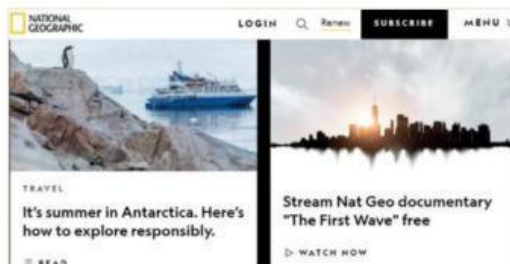 NATIONAL
GEOGRAPHIC
LOGIN Renew SUBSCRIBE MENU
TRAVEL
It's summer in Antarctica. Here's
how to explore responsibly.
READ
Stream Nat Geo documentary
"The First Wave" free
WATCH NOW